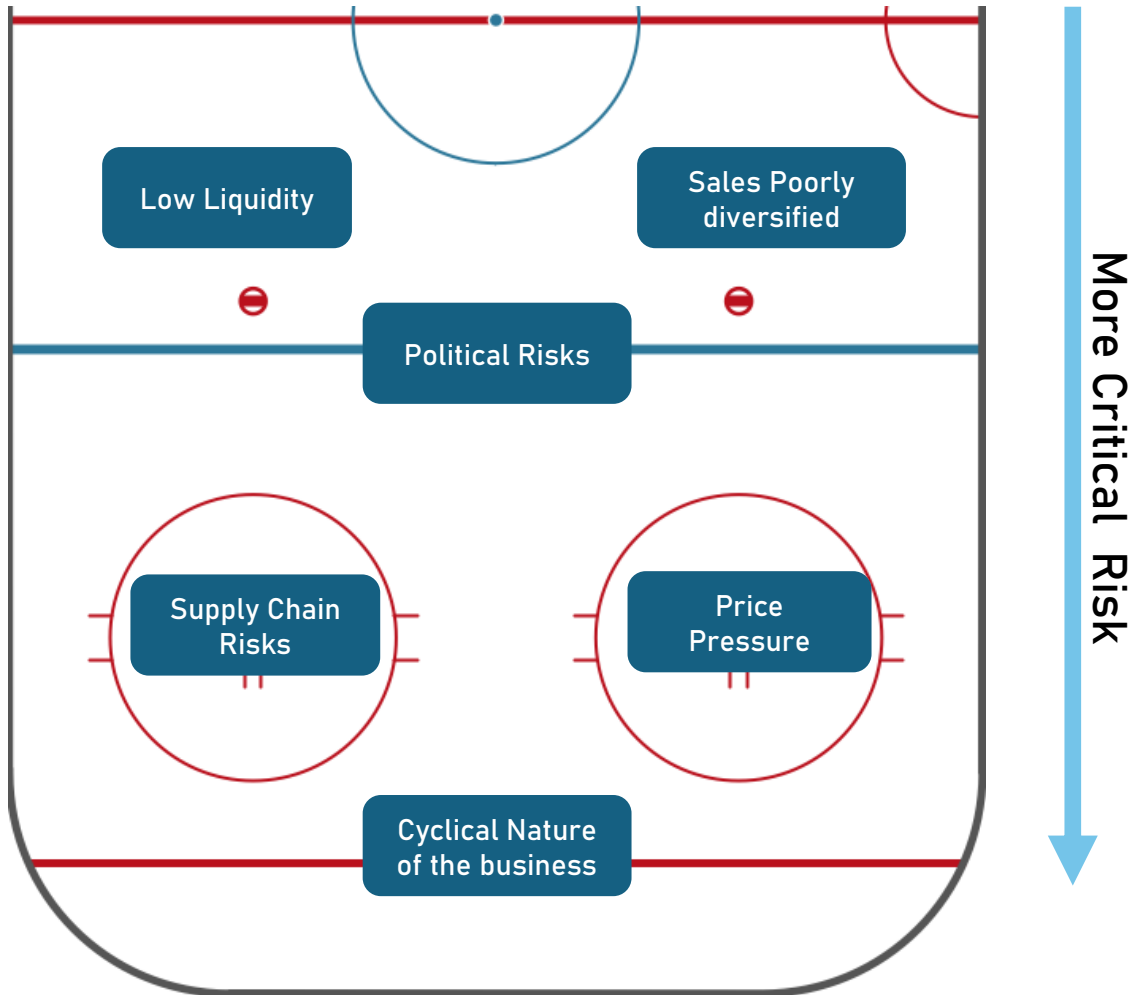 Low Liquidity
Sales Poorly
diversified
Political Risks
Supply Chain
Risks
Price
Pressure
Cyclical Nature
of the business
More Critical Risk